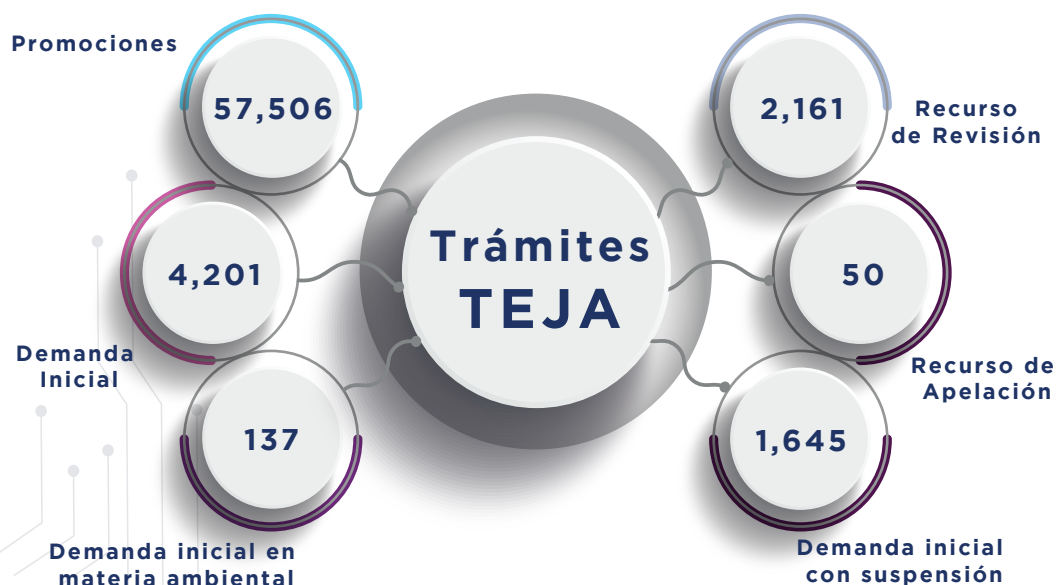 Promociones
57,506
4,201
Demanda
Inicial
137
Demanda inicial en
materia ambiental
Trámites
TEJA
2,161
Recurso
de Revisión
50
Recurso de
Apelación
1,645
Demanda inicial
con suspensión